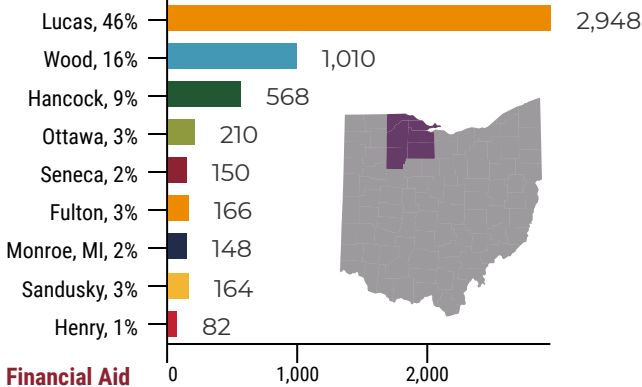 Lucas, 46% 2,948
Wood, 16% 1,010
Hancock, 9% 568
Ottawa, 3% 210
Seneca, 2% 150
Fulton, 3% 166
Monroe, MI, 2% 148
Sandusky, 3% 164
Henry, 1% 82
0 1,000 2,000
Financial Aid